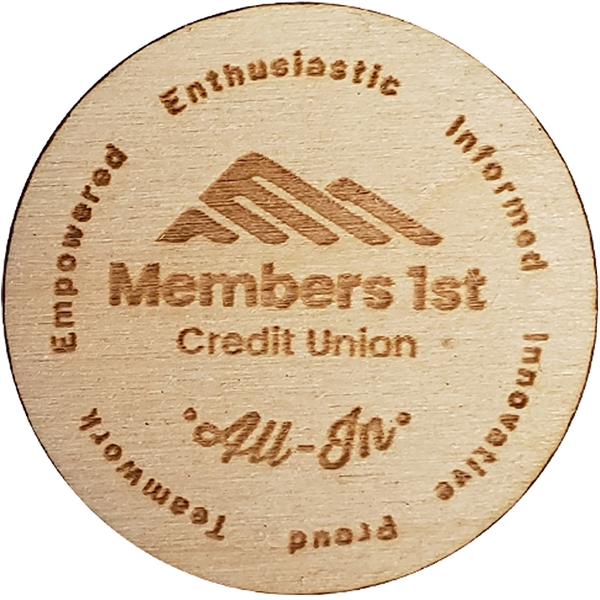 Enthusiastic
Informed
Innovative
Proud
Teamwork
Empowered
Members 1st
Credit Union
"All-In"